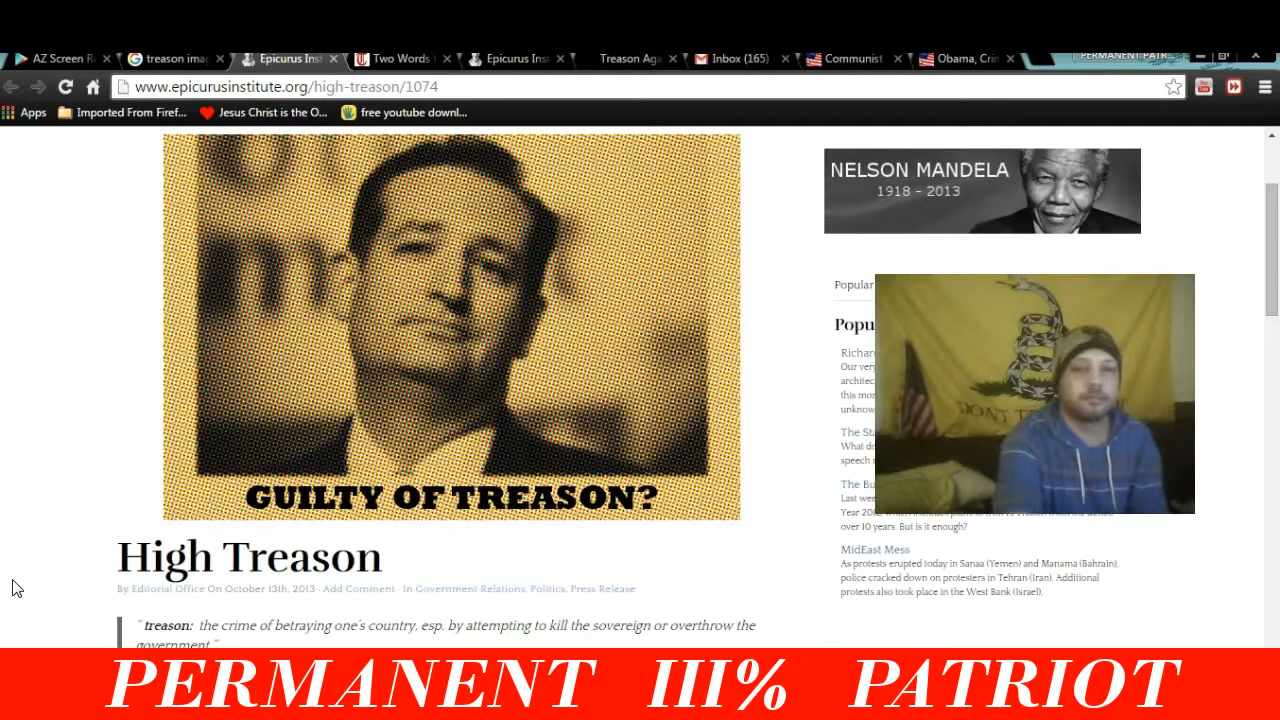 AZ Screen R
treason ima
Epicurus Inst
Two Words
Epicurus Ins
Treason Aga
Inbox (165)
Communist
Obama, Crin
PERMANENT PATR...
www.epicurusinstitute.org/high-treason/1074
Apps
Imported From Firef...
Jesus Christ is the O...
free youtube downl...
GUILTY OF TREASON?
High Treason
By Editorial Office On October 13th, 2013 · Add Comment · In Government Relations, Politics, Press Release
" treason: the crime of betraying one's country, esp. by attempting to kill the sovereign or overthrow the
government."
NELSON MANDELA
1918 - 2013
Popular
Popu
Richar
Our very
architec
this mor
unknow
The Sta
What do
speech
The Bu
Last wee
Year 2012,
over 10 years. But is it enough?
MidEast Mess
As protests erupted today in Sanaa (Yemen) and Manama (Bahrain),
police cracked down on protesters in Tehran (Iran). Additional
protests also took place in the West Bank (Israel).
DONT T
PERMANENT III% PATRIOT